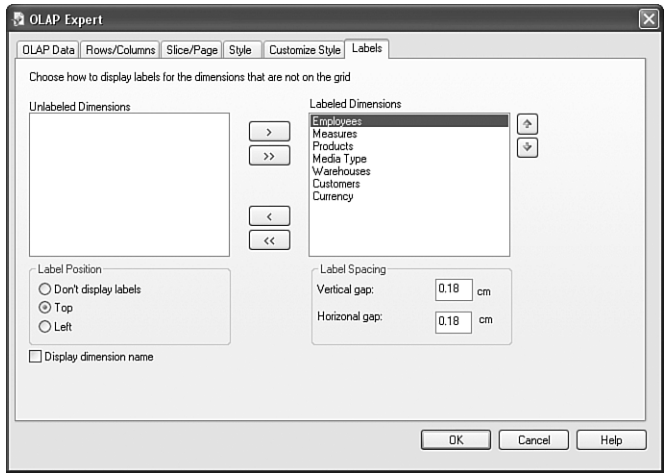 OLAP Expert
OLAP Data Rows/Columns Slice/Page Style Customize Style Labels
Choose how to display labels for the dimensions that are not on the grid
Unlabeled Dimensions
Labeled Dimensions
Employees
Measures
Products
Media Type
Warehouses
Customers
Currency
>
>>
<
<<
Label Position
Don't display labels
Top
Left
Label Spacing
Vertical gap: 0.18 cm
Horizonal gap: 0.18 cm
Display dimension name
OK Cancel Help